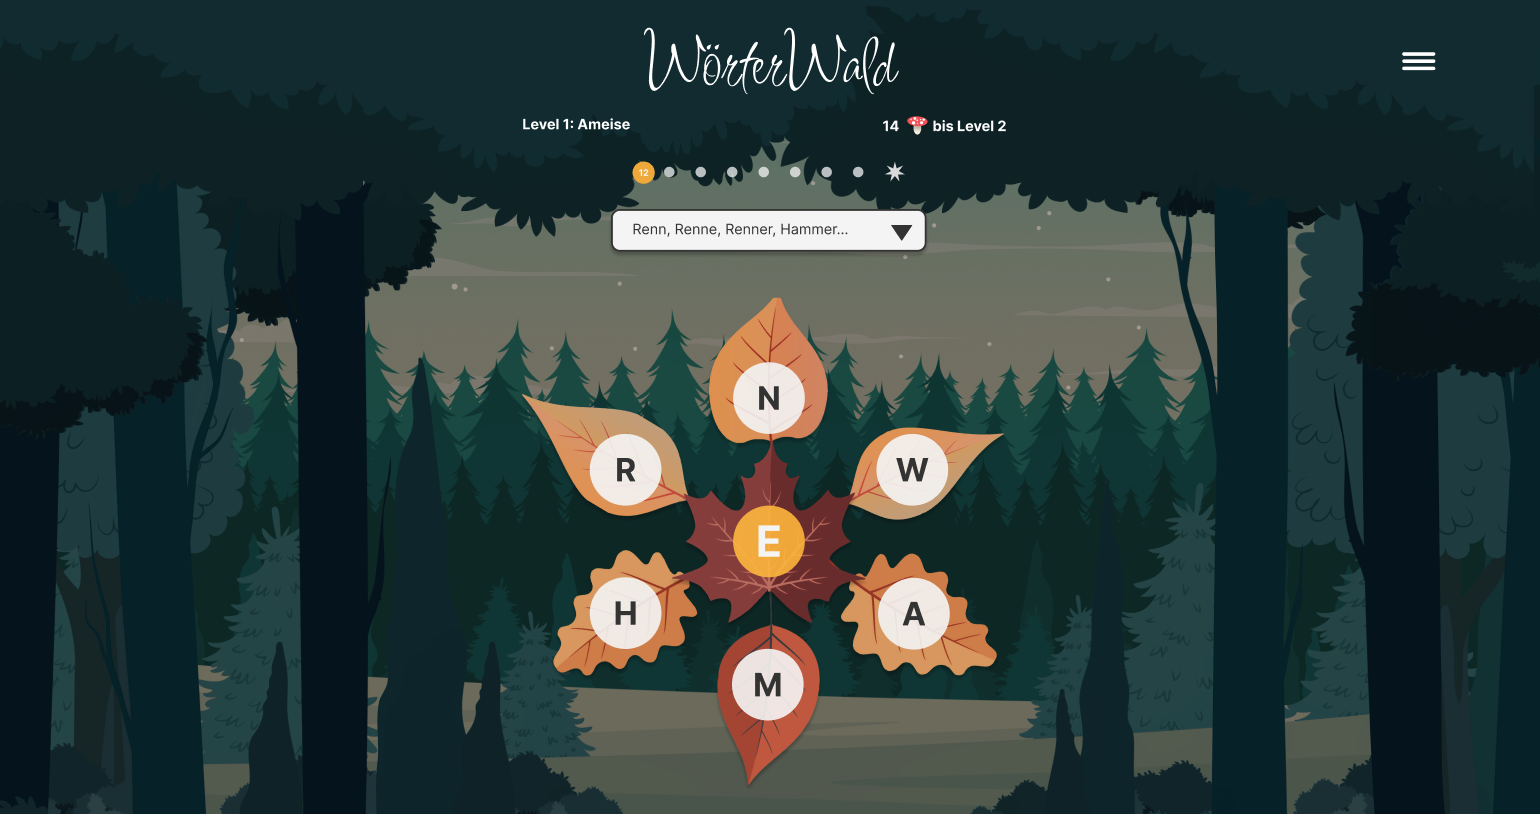 WörterWald
Level 1: Ameise
14 bis Level 2
12
Renn, Renne, Renner, Hammer...
N
R
W
E
H
A
M